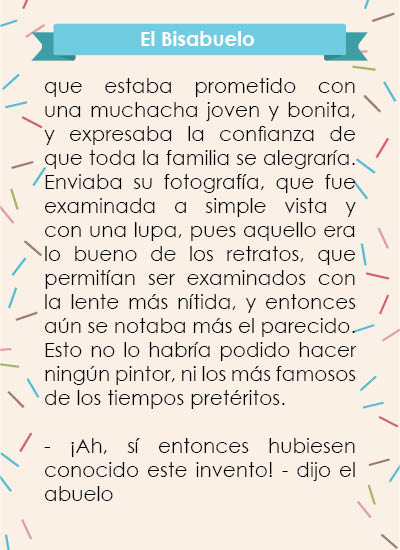 El Bisabuelo
que estaba prometido con
una muchacha joven y bonita,
y expresaba la confianza de
que toda la familia se alegraría.
Enviaba su fotografía, que fue
examinada a simple vista y
con una lupa, pues aquello era
lo bueno de los retratos, que
permitían ser examinados con
la lente más nítida, y entonces
aún se notaba más el parecido.
Esto no lo habría podido hacer
ningún pintor, ni los más famosos
de los tiempos pretéritos.
- ¡Ah, sí entonces hubiesen
conocido este invento! - dijo el
abuelo